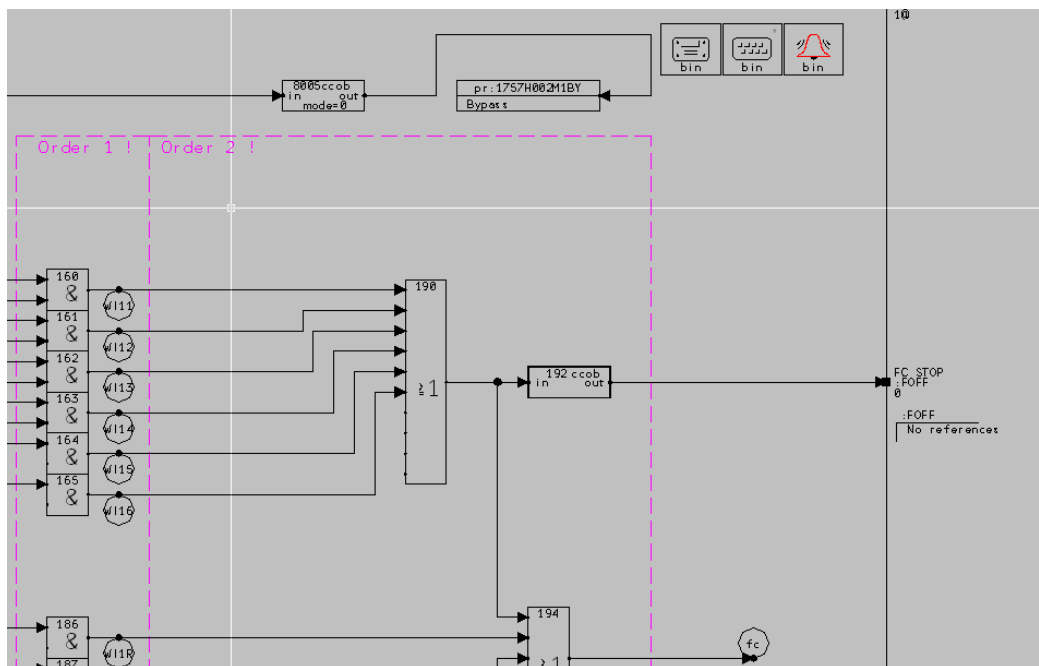 1@
bin bin bin
8005ccob
in out
mode=0
pr:1757H002M1BY
Bypass
Order 1 ! Order 2 !
160
&
WI11
161
&
WI12
162
&
WI13
163
&
WI14
164
&
WI15
165
&
WI16
190
≥1
192 ccob
in out
FC STOP
:FOFF
0
:FOFF
No references
186
&
WI1R
187
194
≥1
fc